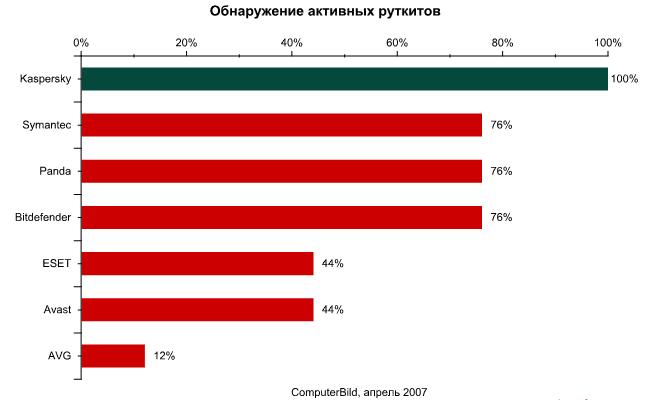 Обнаружение активных руткитов
0% 20% 40% 60% 80% 100%
Kaspersky 100%
Symantec 76%
Panda 76%
Bitdefender 76%
ESET 44%
Avast 44%
AVG 12%
ComputerBild, апрель 2007